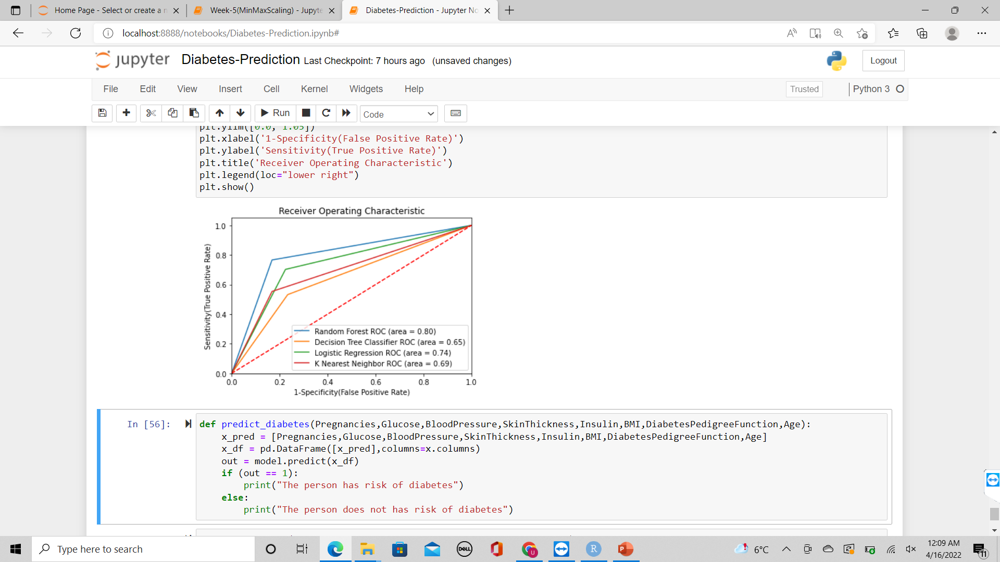 Home Page - Select or create a n
Week-5(MinMaxScaling) - Jupyte
Diabetes-Prediction - Jupyter No
localhost:8888/notebooks/Diabetes-Prediction.ipynb#
jupyter Diabetes-Prediction Last Checkpoint: 7 hours ago (unsaved changes)
Logout
File Edit View Insert Cell Kernel Widgets Help
Trusted
Python 3
Run
Code
plt.ylim([0.0, 1.05])
plt.xlabel('1-Specificity(False Positive Rate)')
plt.ylabel('Sensitivity(True Positive Rate)')
plt.title('Receiver Operating Characteristic')
plt.legend(loc="lower right")
plt.show()
Receiver Operating Characteristic
Sensitivity(True Positive Rate)
1.0
0.8
0.6
0.4
0.2
0.0
Random Forest ROC (area = 0.80)
Decision Tree Classifier ROC (area = 0.65)
Logistic Regression ROC (area = 0.74)
K Nearest Neighbor ROC (area = 0.69)
0.0 0.2 0.4 0.6 0.8 1.0
1-Specificity(False Positive Rate)
In [56]:
def predict_diabetes(Pregnancies,Glucose,BloodPressure,SkinThickness,Insulin,BMI,DiabetesPedigreeFunction,Age):
    x_pred = [Pregnancies,Glucose,BloodPressure,SkinThickness,Insulin,BMI,DiabetesPedigreeFunction,Age]
    x_df = pd.DataFrame([x_pred],columns=x.columns)
    out = model.predict(x_df)
    if (out == 1):
        print("The person has risk of diabetes")
    else:
        print("The person does not has risk of diabetes")
Type here to search
DELL
U
R
P
6°C
12:09 AM
4/16/2022
11